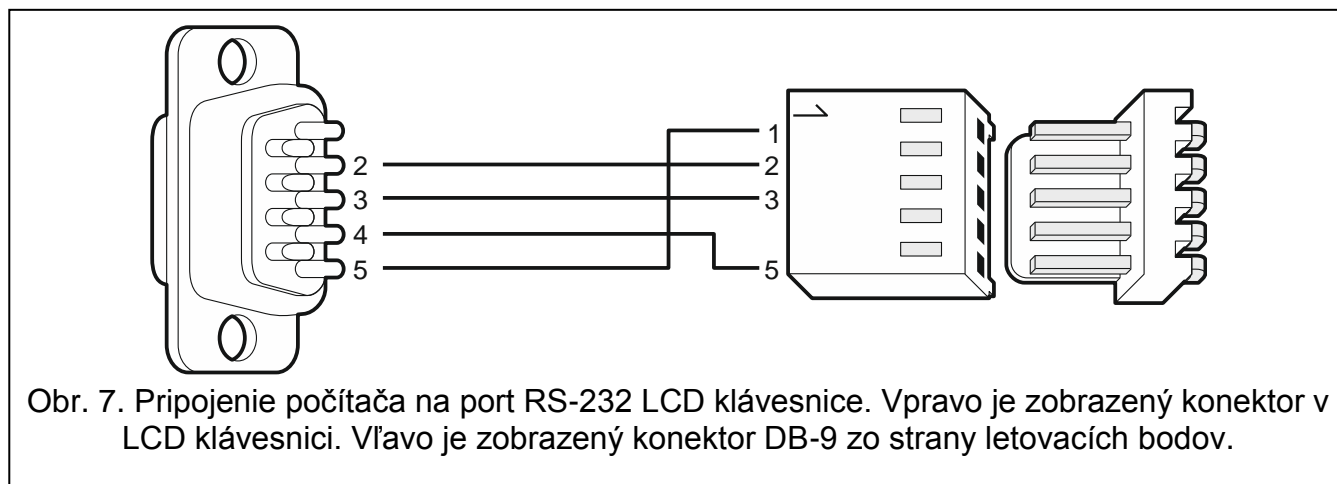 1
2 2
3 3
4
5 5
Obr. 7. Pripojenie počítača na port RS-232 LCD klávesnice. Vpravo je zobrazený konektor v
LCD klávesnici. Vľavo je zobrazený konektor DB-9 zo strany letovacích bodov.